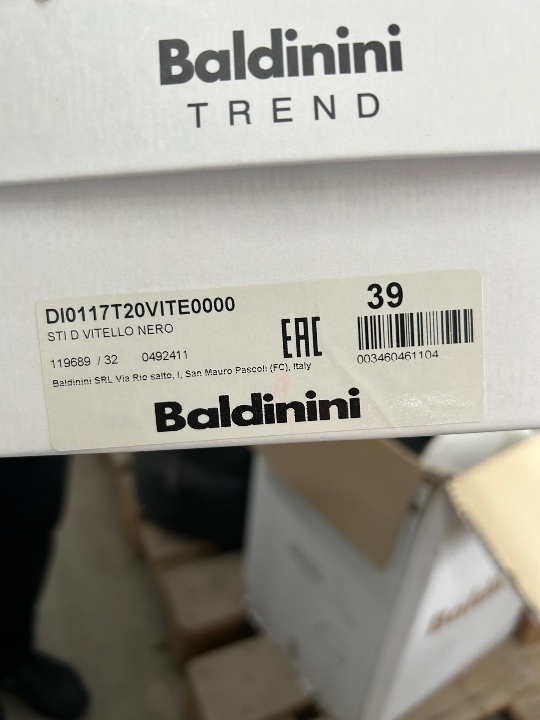 Baldinini
TREND
DI0117T20VITE0000
39
STI D VITELLO NERO
EAC
119689 / 32 0492411
003460461104
Baldinini SRL Via Rio salto, I, San Mauro Pascoli (FC), Italy
Baldinini
Baldinini